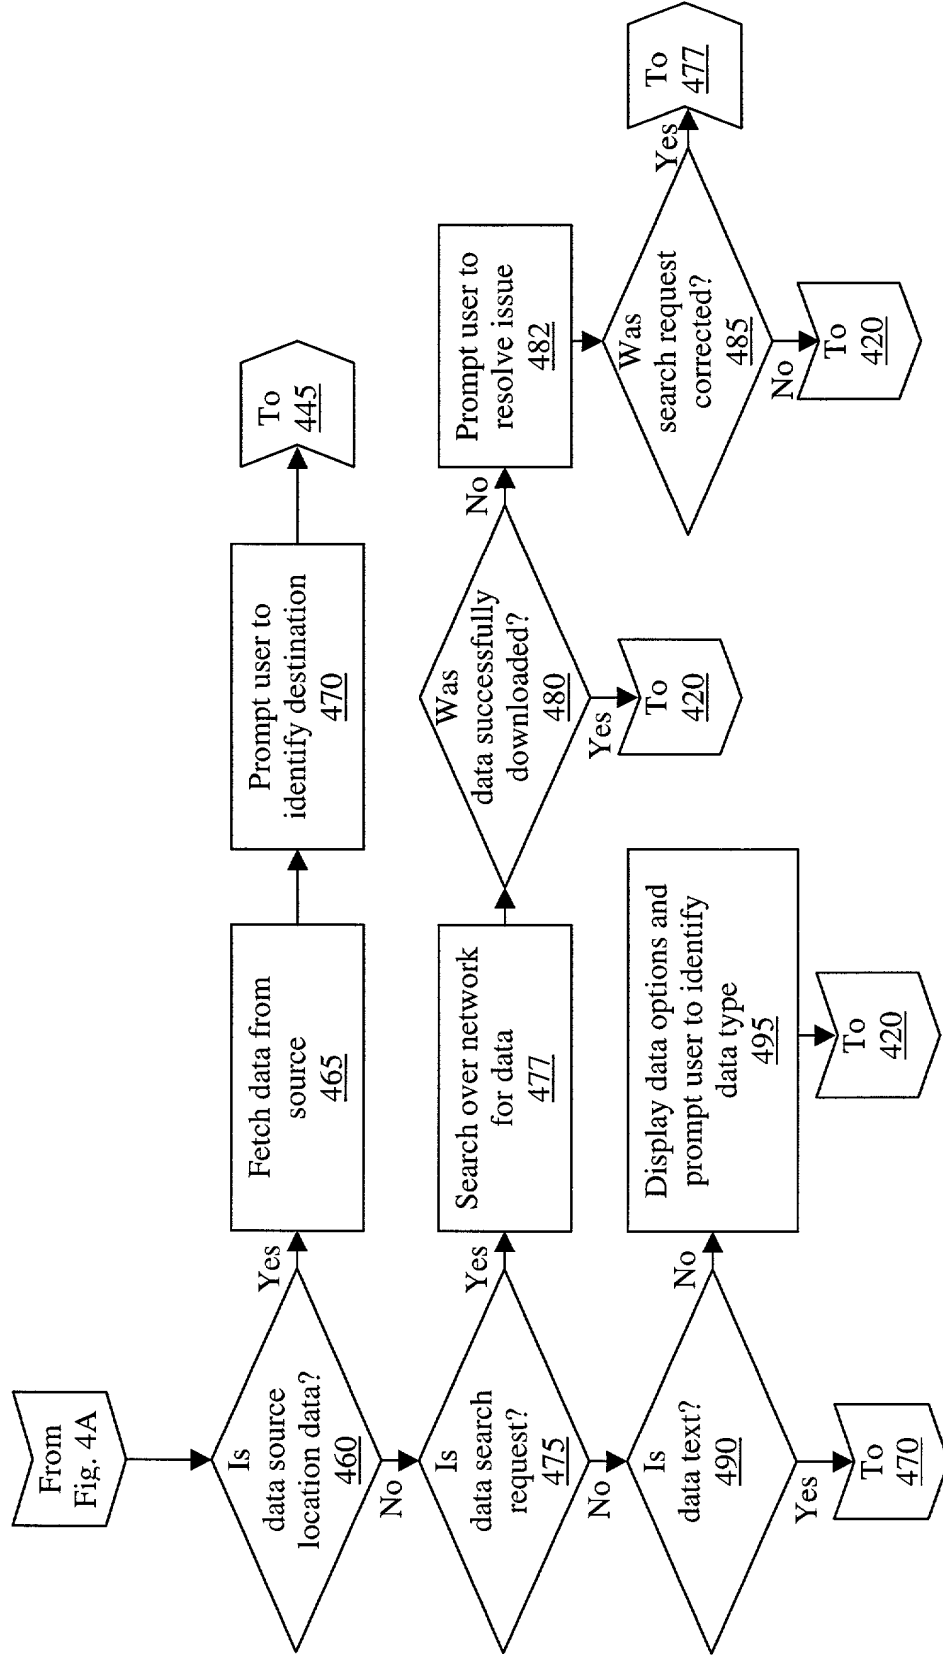 From
Fig. 4A
Is
data source
location data?
460
Yes
No
Fetch data from
source
465
Prompt user to
identify destination
470
To
445
Is
data search
request?
475
Yes
No
Search over network
for data
477
Was
data successfully
downloaded?
480
No
Yes
To
420
Prompt user to
resolve issue
482
Was
search request
corrected?
485
Yes
To
477
No
To
420
Is
data text?
490
No
Yes
To
470
Display data options and
prompt user to identify
data type
495
To
420